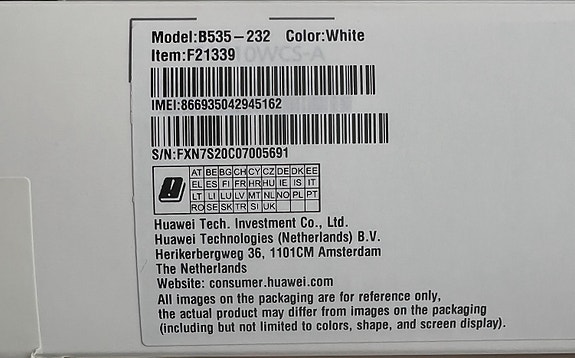 Model:B535-232 Color:White
Item:F21339
IMEI:866935042945162
S/N:FXN7S20C07005691
AT BE BG CH CY CZ DE DK EE
EL ES FI FR HR HU IE IS IT
LT LI LU LV MT NL NO PL PT
RO SE SK TR SI UK
Huawei Tech. Investment Co., Ltd.
Huawei Technologies (Netherlands) B.V.
Herikerbergweg 36, 1101CM Amsterdam
The Netherlands
Website: consumer.huawei.com
All images on the packaging are for reference only,
the actual product may differ from images on the packaging
(including but not limited to colors, shape, and screen display).